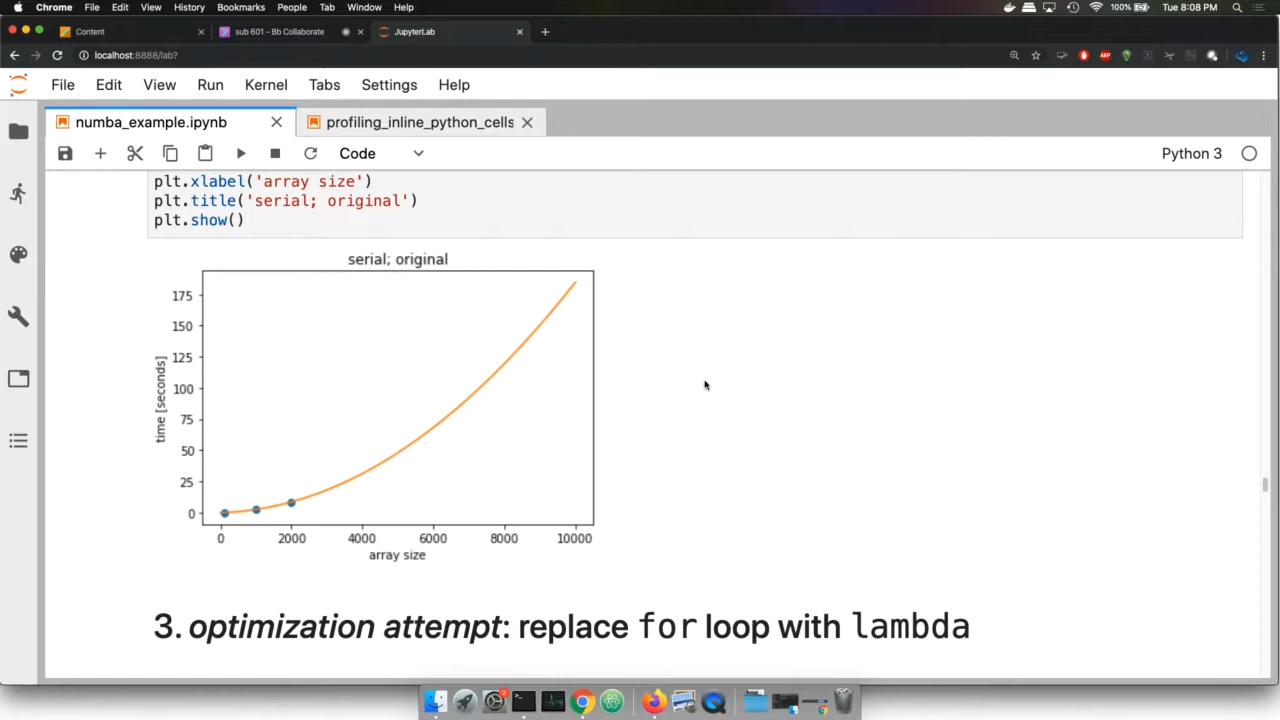 Chrome File Edit View History Bookmarks People Tab Window Help 100% Tue 8:08 PM
Content sub 601 - Bb Collaborate JupyterLab
localhost:8888/lab?
File Edit View Run Kernel Tabs Settings Help
numba_example.ipynb profiling_inline_python_cells
Code Python 3
plt.xlabel('array size')
plt.title('serial; original')
plt.show()
serial; original
175
150
125
100
75
50
25
0
time [seconds]
0 2000 4000 6000 8000 10000
array size
3. optimization attempt: replace for loop with lambda